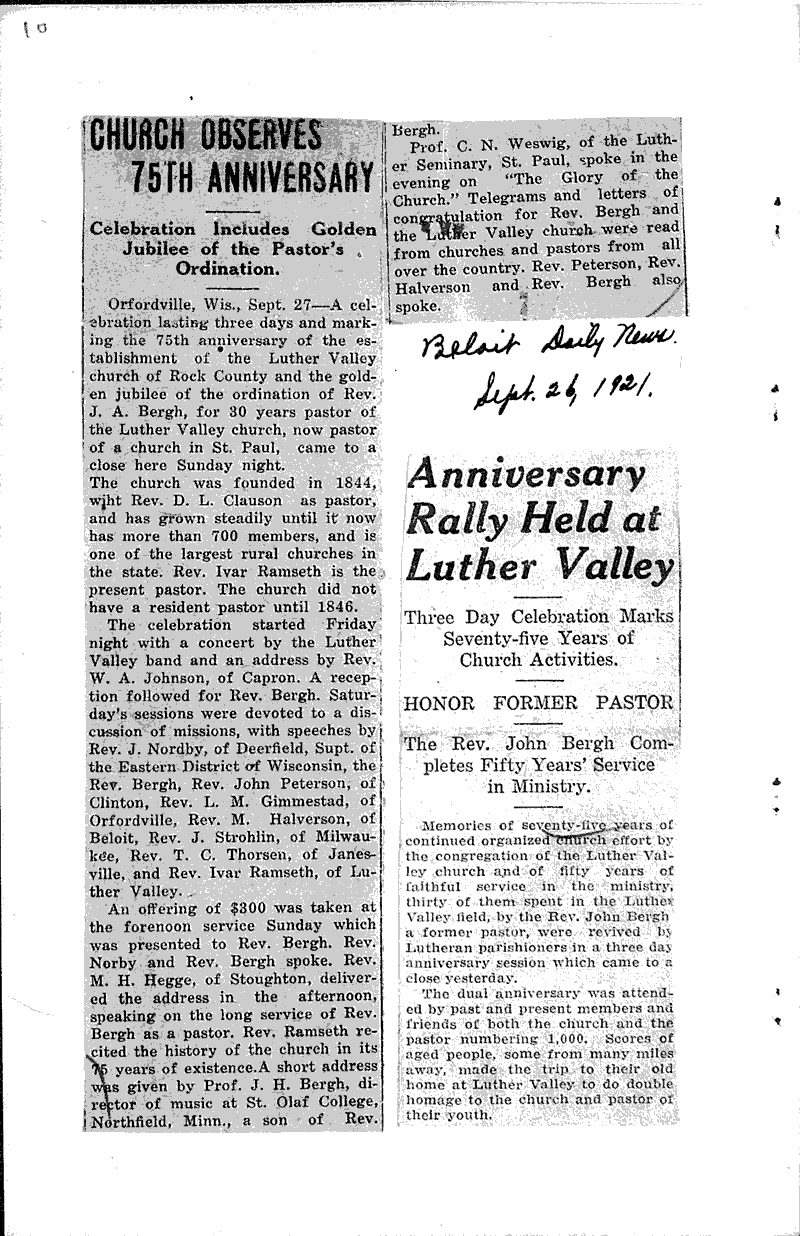 10
CHURCH OBSERVES
75TH ANNIVERSARY
Celebration Includes Golden
Jubilee of the Pastor's
Ordination.
Orfordville, Wis., Sept. 27—A cel-
ebration lasting three days and mark-
ing the 75th anniversary of the es-
tablishment of the Luther Valley
church of Rock County and the gold-
en jubilee of the ordination of Rev.
J. A. Bergh, for 30 years pastor of
the Luther Valley church, now pastor
of a church in St. Paul, came to a
close here Sunday night.
The church was founded in 1844,
wiht Rev. D. L. Clauson as pastor,
and has grown steadily until it now
has more than 700 members, and is
one of the largest rural churches in
the state. Rev. Ivar Ramseth is the
present pastor. The church did not
have a resident pastor until 1846.
The celebration started Friday
night with a concert by the Luther
Valley band and an address by Rev.
W. A. Johnson, of Capron. A recep-
tion followed for Rev. Bergh. Satur-
day's sessions were devoted to a dis-
cussion of missions, with speeches by
Rev. J. Nordby, of Deerfield, Supt. of
the Eastern District of Wisconsin, the
Rev. Bergh, Rev. John Peterson, of
Clinton, Rev. L. M. Gimmestad, of
Orfordville, Rev. M. Halverson, of
Beloit, Rev. J. Strohlin, of Milwau-
kee, Rev. T. C. Thorsen, of Janes-
ville, and Rev. Ivar Ramseth, of Lu-
ther Valley.
An offering of $300 was taken at
the forenoon service Sunday which
was presented to Rev. Bergh. Rev.
Norby and Rev. Bergh spoke. Rev.
M. H. Hegge, of Stoughton, deliver-
ed the address in the afternoon,
speaking on the long service of Rev.
Bergh as a pastor. Rev. Ramseth re-
cited the history of the church in its
75 years of existence.A short address
was given by Prof. J. H. Bergh, di-
rector of music at St. Olaf College,
Northfield, Minn., a son of Rev.
Bergh.
Prof. C. N. Weswig, of the Luth-
er Seminary, St. Paul, spoke in the
evening on "The Glory of the
Church." Telegrams and letters of
congratulation for Rev. Bergh and
the Luther Valley church were read
from churches and pastors from all
over the country. Rev. Peterson, Rev.
Halverson and Rev. Bergh also
spoke.
Beloit Daily News.
Sept. 26, 1921.
Anniversary
Rally Held at
Luther Valley
Three Day Celebration Marks
Seventy-five Years of
Church Activities.
HONOR FORMER PASTOR
The Rev. John Bergh Com-
pletes Fifty Years' Service
in Ministry.
Memories of seventy-five years of
continued organized church effort by
the congregation of the Luther Val-
ley church and of fifty years of
faithful service in the ministry,
thirty of them spent in the Luther
Valley field, by the Rev. John Bergh
a former pastor, were revived by
Lutheran parishioners in a three day
anniversary session which came to a
close yesterday.
The dual anniversary was attend-
ed by past and present members and
friends of both the church and the
pastor numbering 1,000. Scores of
aged people, some from many miles
away, made the trip to their old
home at Luther Valley to do double
homage to the church and pastor of
their youth.